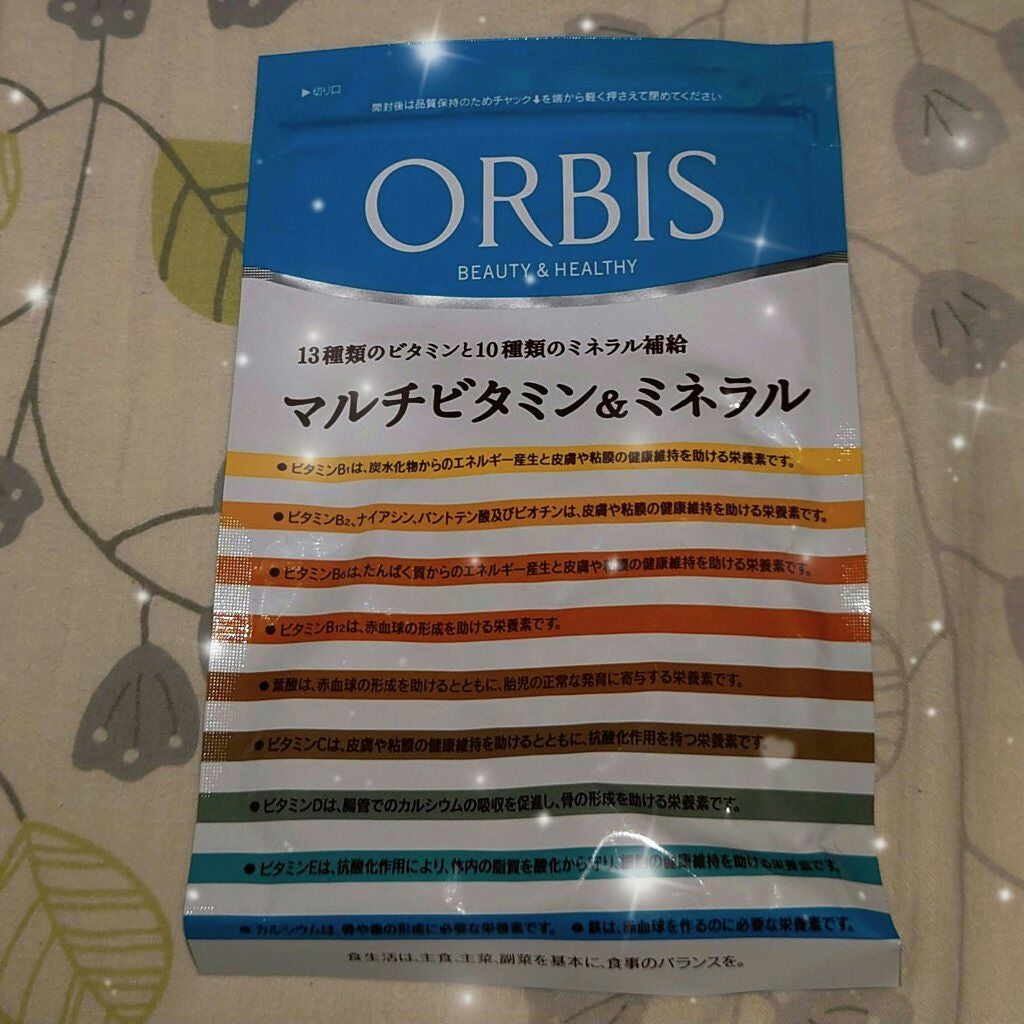 ▶切り口
開封後は品質保持のためチャック⬇を端から軽く押さえて閉めてください
ORBIS
BEAUTY & HEALTHY
13種類のビタミンと10種類のミネラル補給
マルチビタミン&ミネラル
●ビタミンB1は、炭水化物からのエネルギー産生と皮膚や粘膜の健康維持を助ける栄養素です。
●ビタミンB2、ナイアシン、パントテン酸及びビオチンは、皮膚や粘膜の健康維持を助ける栄養素です。
●ビタミンB6は、たんぱく質からのエネルギー産生と皮膚や粘膜の健康維持を助ける栄養素です。
●ビタミンB12は、赤血球の形成を助ける栄養素です。
●葉酸は、赤血球の形成を助けるとともに、胎児の正常な発育に寄与する栄養素です。
●ビタミンCは、皮膚や粘膜の健康維持を助けるとともに、抗酸化作用を持つ栄養素です。
●ビタミンDは、腸管でのカルシウムの吸収を促進し、骨の形成を助ける栄養素です。
●ビタミンEは、抗酸化作用により、体内の脂質を酸化から守り、細胞の健康維持を助ける栄養素です。
●カルシウムは、骨や歯の形成に必要な栄養素です。 ●鉄は、赤血球を作るのに必要な栄養素です。
食生活は、主食、主菜、副菜を基本に、食事のバランスを。